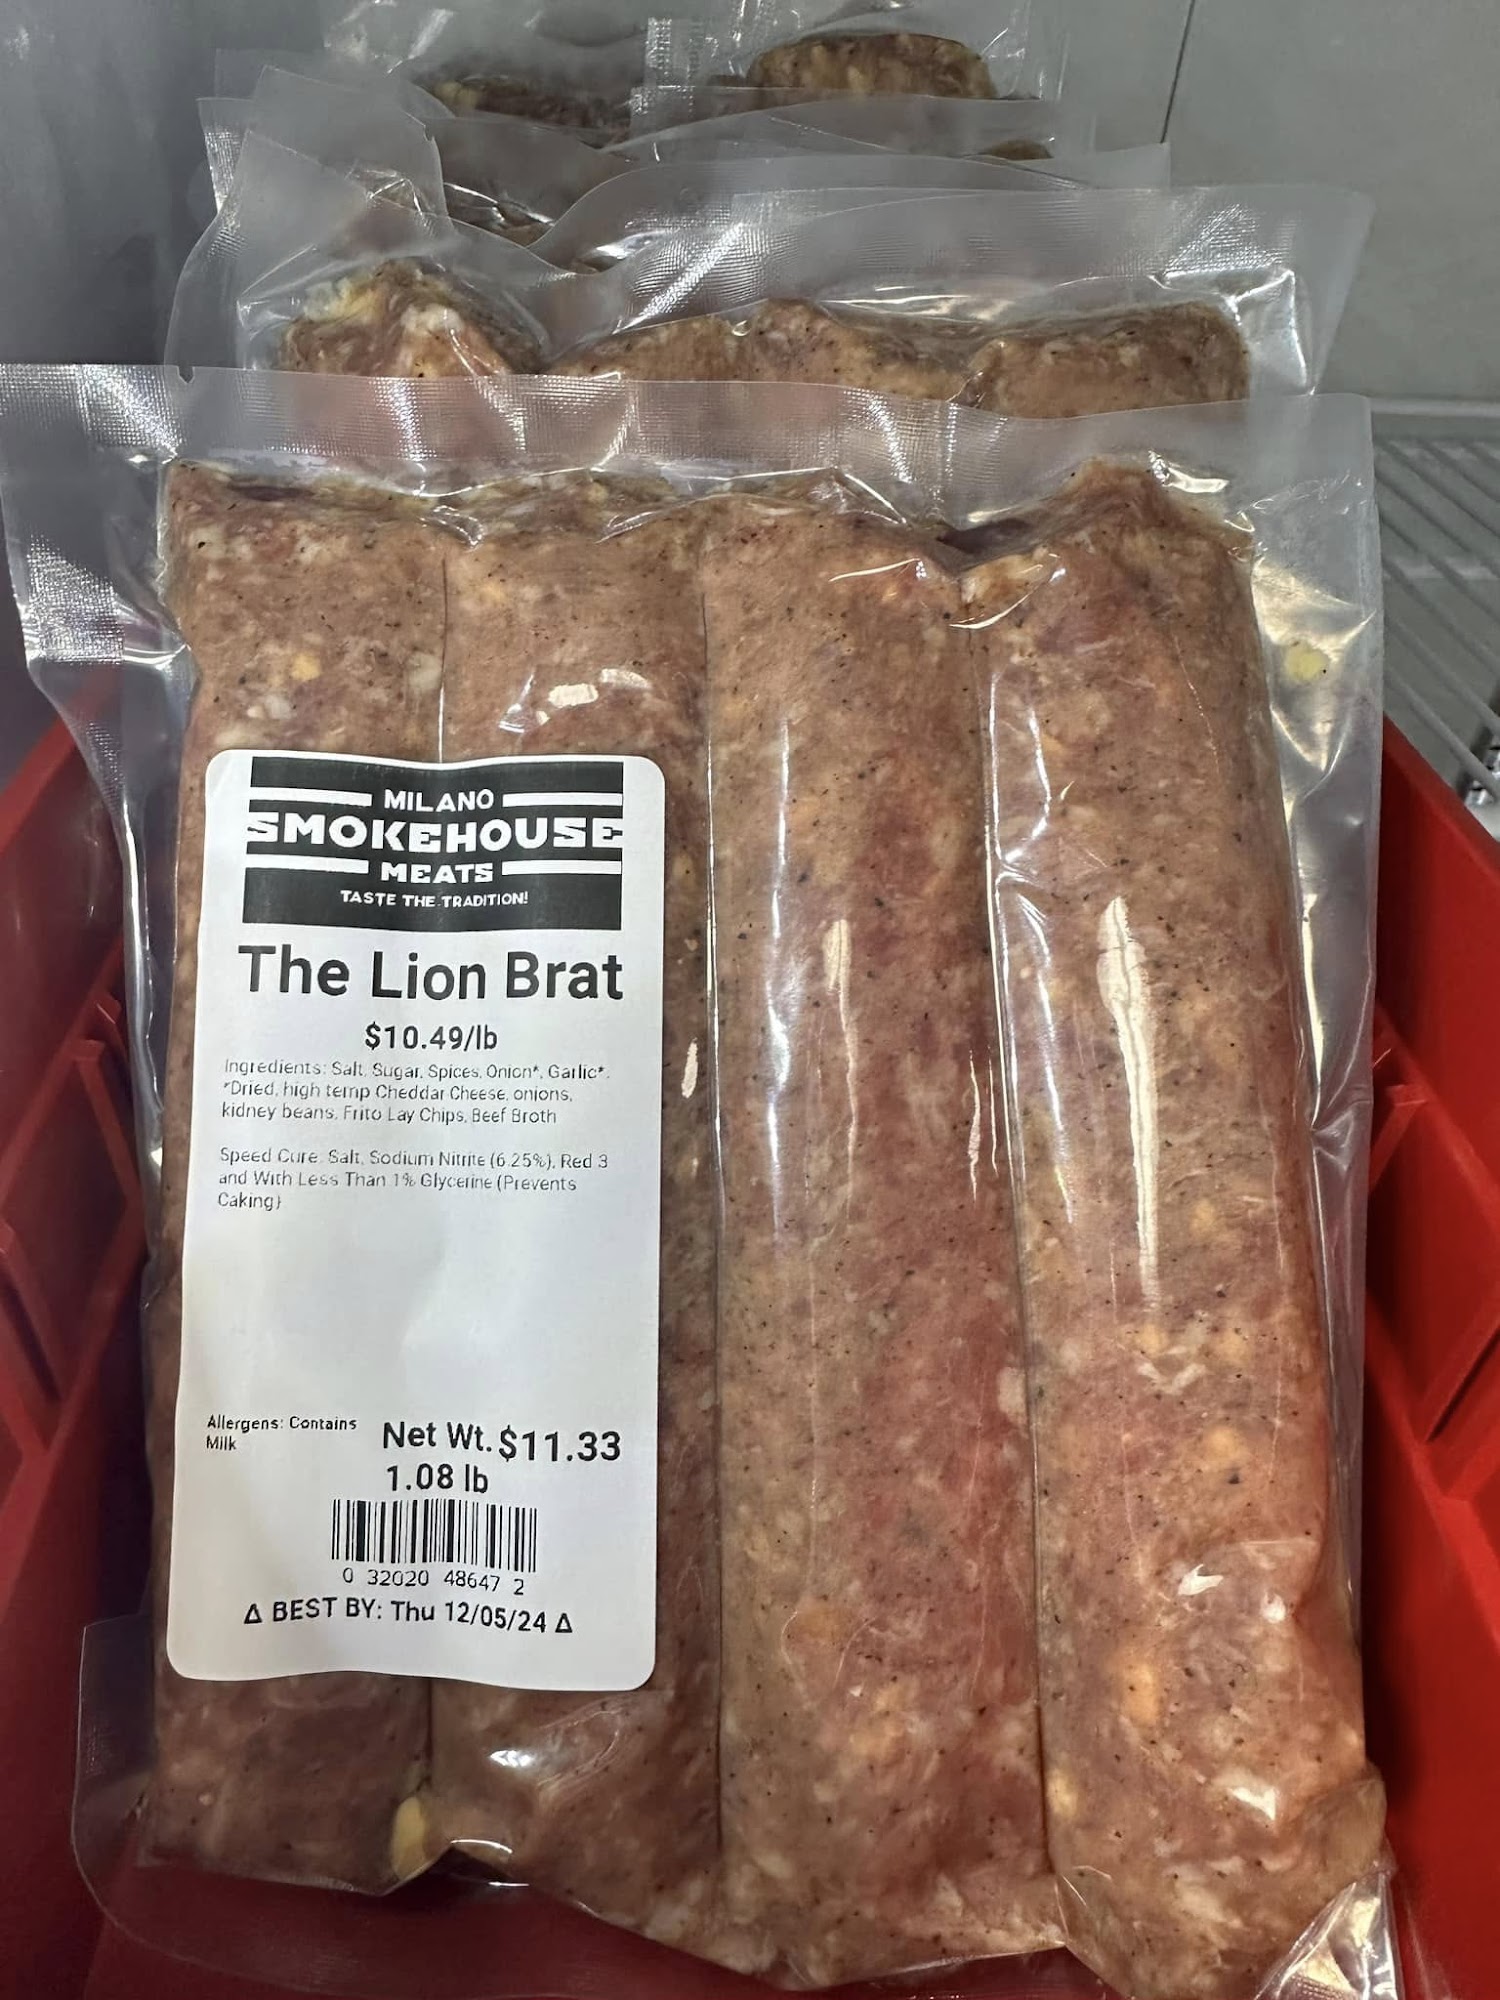 MILANO
SMOKEHOUSE
MEATS
TASTE THE TRADITION!
The Lion Brat
$10.49/lb
Ingredients: Salt, Sugar, Spices, Onion*, Garlic*.
*Dried, high temp Cheddar Cheese, onions,
kidney beans, Frito Lay Chips, Beef Broth
Speed Cure: Salt, Sodium Nitrite (6.25%), Red 3
and With Less Than 1% Glycerine (Prevents
Caking)
Allergens: Contains
Milk
Net Wt.
1.08 lb
$11.33
0 32020 48647 2
Δ BEST BY: Thu 12/05/24 Δ